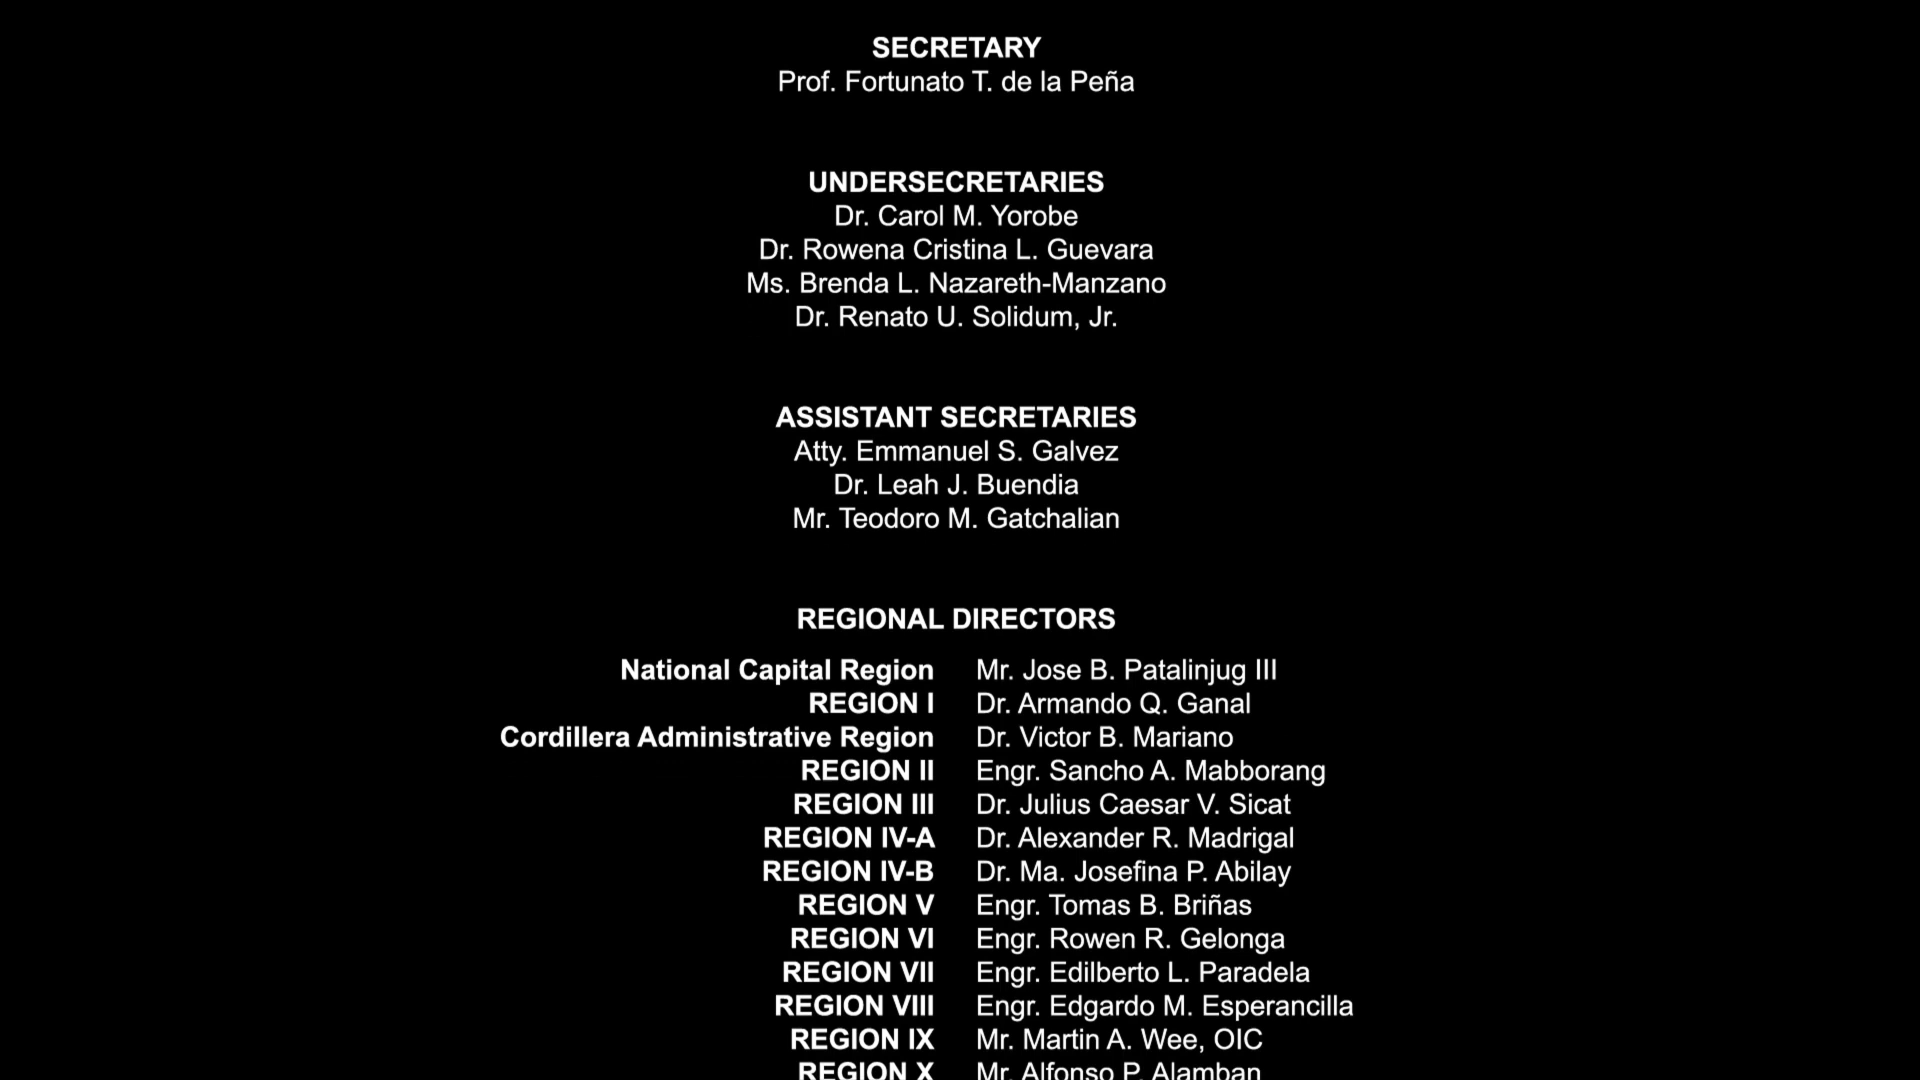 SECRETARY
Prof. Fortunato T. de la Peña
UNDERSECRETARIES
Dr. Carol M. Yorobe
Dr. Rowena Cristina L. Guevara
Ms. Brenda L. Nazareth-Manzano
Dr. Renato U. Solidum, Jr.
ASSISTANT SECRETARIES
Atty. Emmanuel S. Galvez
Dr. Leah J. Buendia
Mr. Teodoro M. Gatchalian
REGIONAL DIRECTORS
National Capital Region Mr. Jose B. Patalinjug III
REGION I Dr. Armando Q. Ganal
Cordillera Administrative Region Dr. Victor B. Mariano
REGION II Engr. Sancho A. Mabborang
REGION III Dr. Julius Caesar V. Sicat
REGION IV-A Dr. Alexander R. Madrigal
REGION IV-B Dr. Ma. Josefina P. Abilay
REGION V Engr. Tomas B. Briñas
REGION VI Engr. Rowen R. Gelonga
REGION VII Engr. Edilberto L. Paradela
REGION VIII Engr. Edgardo M. Esperancilla
REGION IX Mr. Martin A. Wee, OIC
REGION X Mr. Alfonso P. Alamban